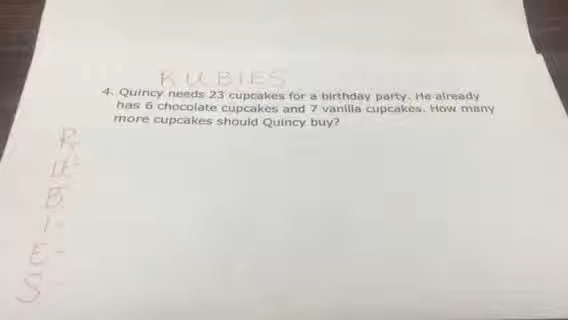 RUBIES
4. Quincy needs 23 cupcakes for a birthday party. He already
has 6 chocolate cupcakes and 7 vanilla cupcakes. How many
more cupcakes should Quincy buy?
R
U
B
I
E
S